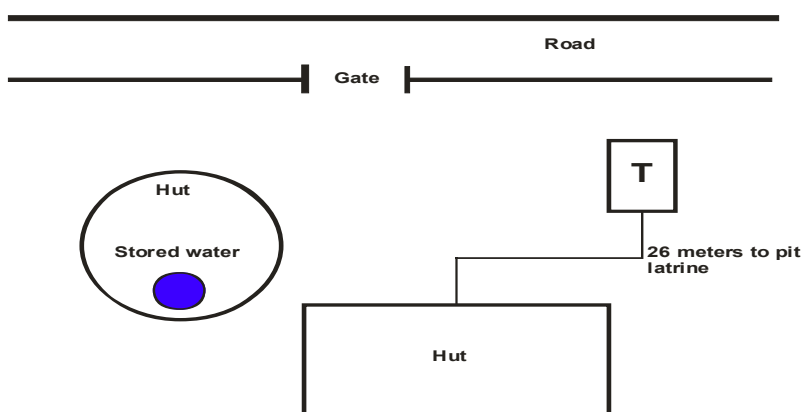 Road
Gate
T
Hut
Stored water
26 meters to pit
latrine
Hut